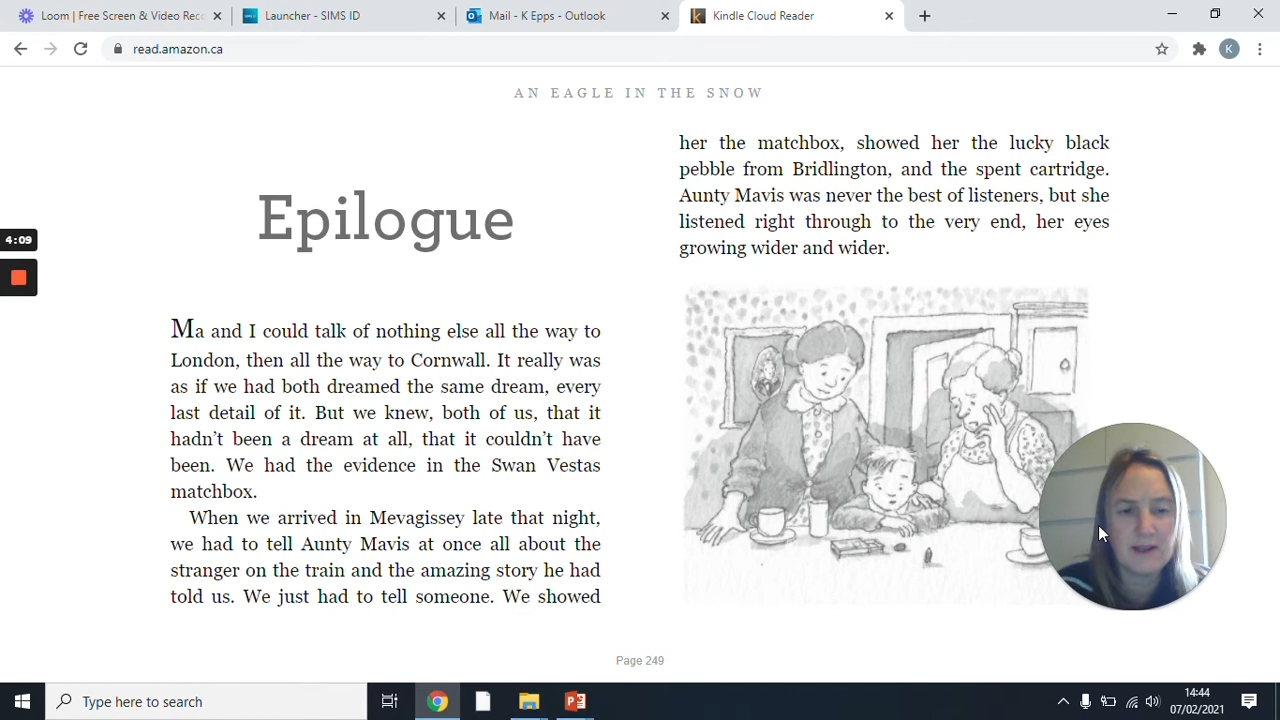 Loom | Free Screen & Video Rec
Launcher - SIMS ID
Mail - K Epps - Outlook
Kindle Cloud Reader
read.amazon.ca
K
AN EAGLE IN THE SNOW
4:09
Epilogue
Ma and I could talk of nothing else all the way to
London, then all the way to Cornwall. It really was
as if we had both dreamed the same dream, every
last detail of it. But we knew, both of us, that it
hadn’t been a dream at all, that it couldn’t have
been. We had the evidence in the Swan Vestas
matchbox.
When we arrived in Mevagissey late that night,
we had to tell Aunty Mavis at once all about the
stranger on the train and the amazing story he had
told us. We just had to tell someone. We showed
her the matchbox, showed her the lucky black
pebble from Bridlington, and the spent cartridge.
Aunty Mavis was never the best of listeners, but she
listened right through to the very end, her eyes
growing wider and wider.
Page 249
Type here to search
14:44
07/02/2021